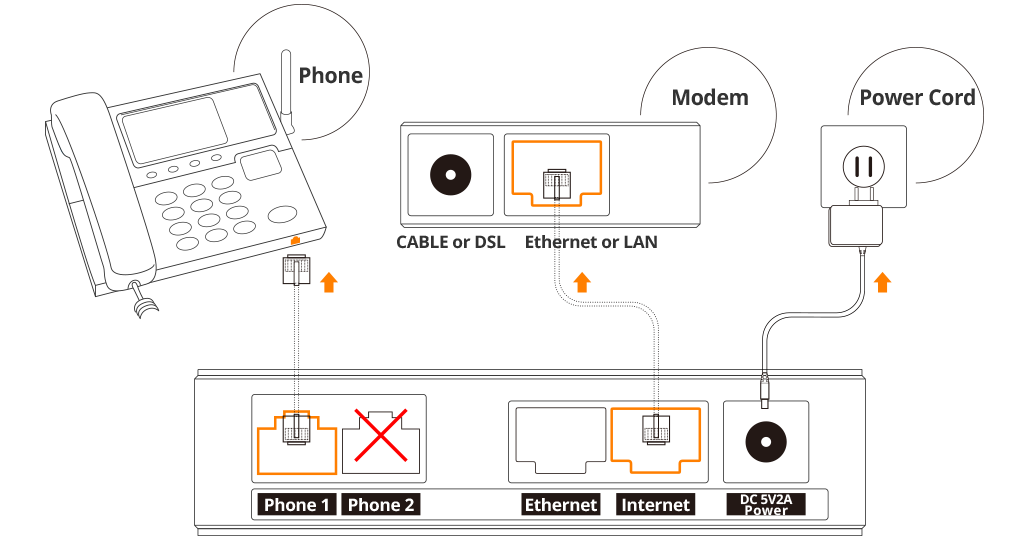 Phone
Modem
Power Cord
CABLE or DSL
Ethernet or LAN
Phone 1
Phone 2
Ethernet
Internet
DC 5V2A
Power